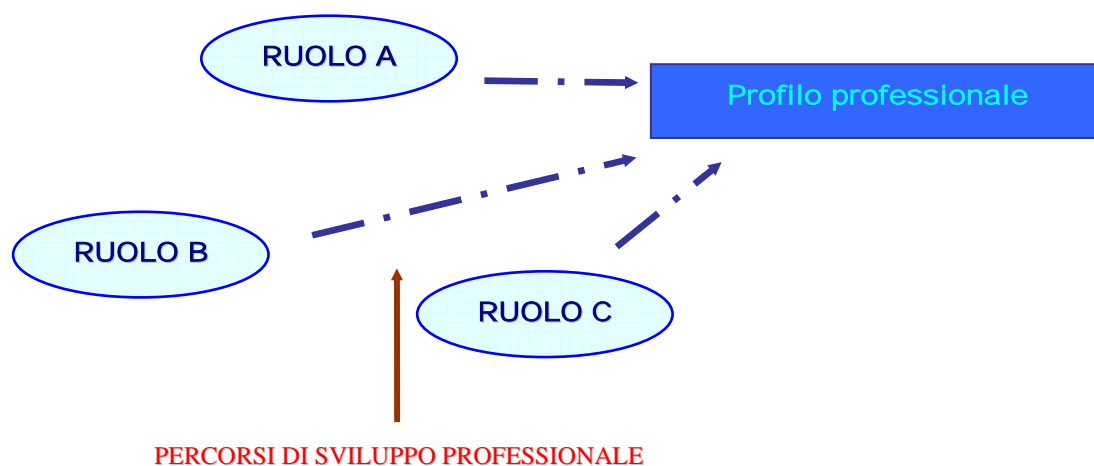 RUOLO A
Profilo professionale
RUOLO B
RUOLO C
PERCORSI DI SVILUPPO PROFESSIONALE